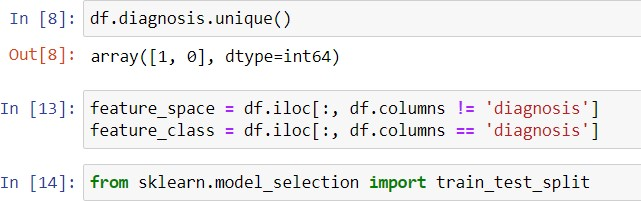 In [8]: df.diagnosis.unique()
Out[8]: array([1, 0], dtype=int64)
In [13]: feature_space = df.iloc[:, df.columns != 'diagnosis']
feature_class = df.iloc[:, df.columns == 'diagnosis']
In [14]: from sklearn.model_selection import train_test_split